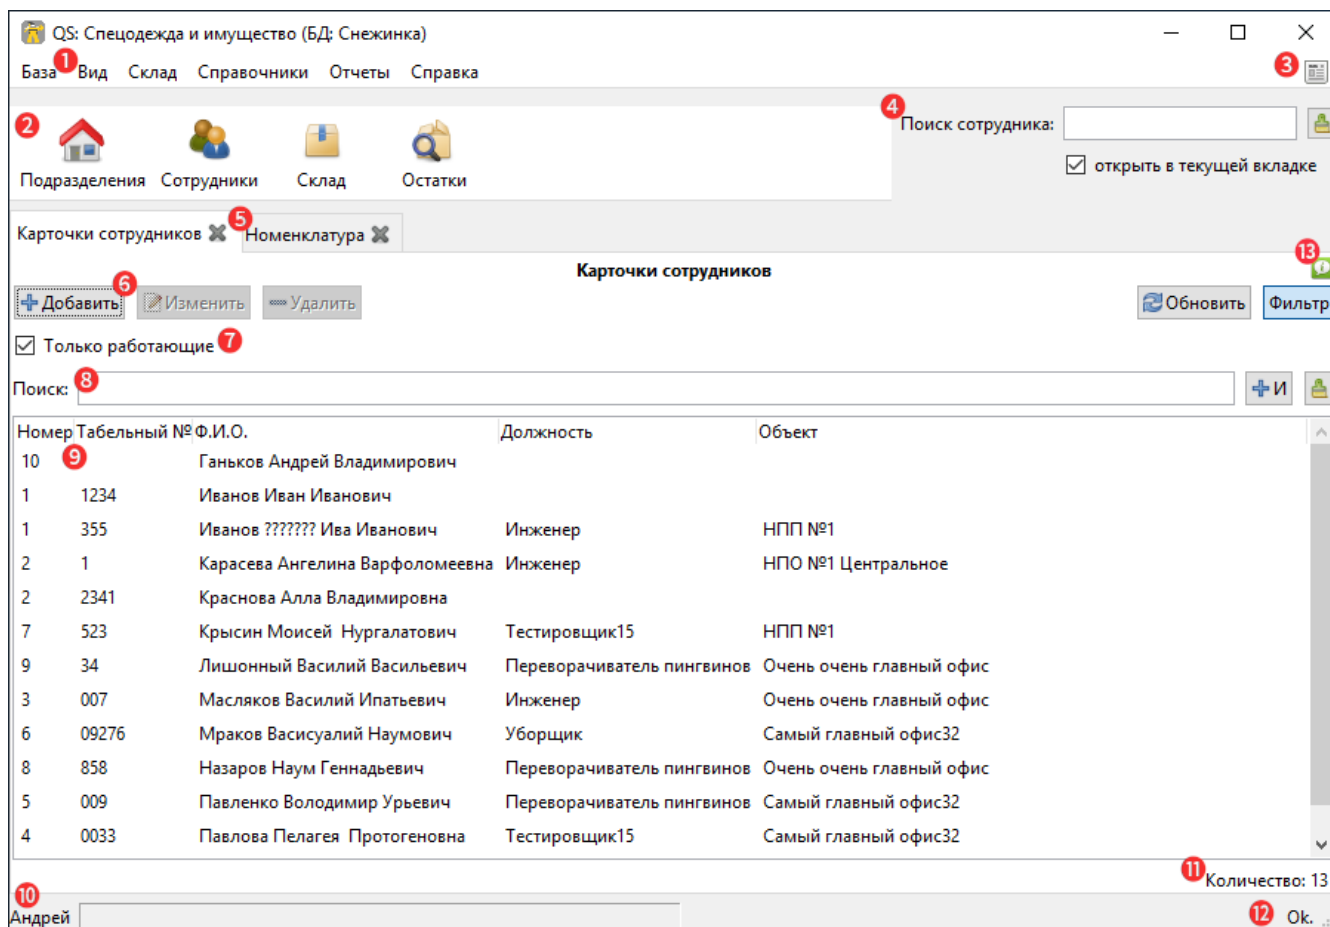 QS: Спецодежда и имущество (БД: Снежинка)
База 1 Вид Склад Справочники Отчеты Справка 3
2 4 Поиск сотрудника:
открыть в текущей вкладке
Подразделения Сотрудники Склад Остатки
Карточки сотрудников 5 Номенклатура
Карточки сотрудников 13
Добавить 6 Изменить Удалить Обновить Фильтр
Только работающие 7
Поиск: 8 И
Номер Табельный № Ф.И.О. Должность Объект
10 9 Ганьков Андрей Владимирович
1 1234 Иванов Иван Иванович
1 355 Иванов ??????? Ива Иванович Инженер НПП №1
2 1 Карасева Ангелина Варфоломеевна Инженер НПО №1 Центральное
2 2341 Краснова Алла Владимировна
7 523 Крысин Моисей Нургалатович Тестировщик15 НПП №1
9 34 Лишонный Василий Васильевич Переворачиватель пингвинов Очень очень главный офис
3 007 Масляков Василий Ипатьевич Инженер Очень очень главный офис
6 09276 Мраков Васисуалий Наумович Уборщик Самый главный офис32
8 858 Назаров Наум Геннадьевич Переворачиватель пингвинов Очень очень главный офис
5 009 Павленко Володимир Урьевич Переворачиватель пингвинов Самый главный офис32
4 0033 Павлова Пелагея Протогеновна Тестировщик15 Самый главный офис32
11 Количество: 13
10 Андрей 12 Ok.